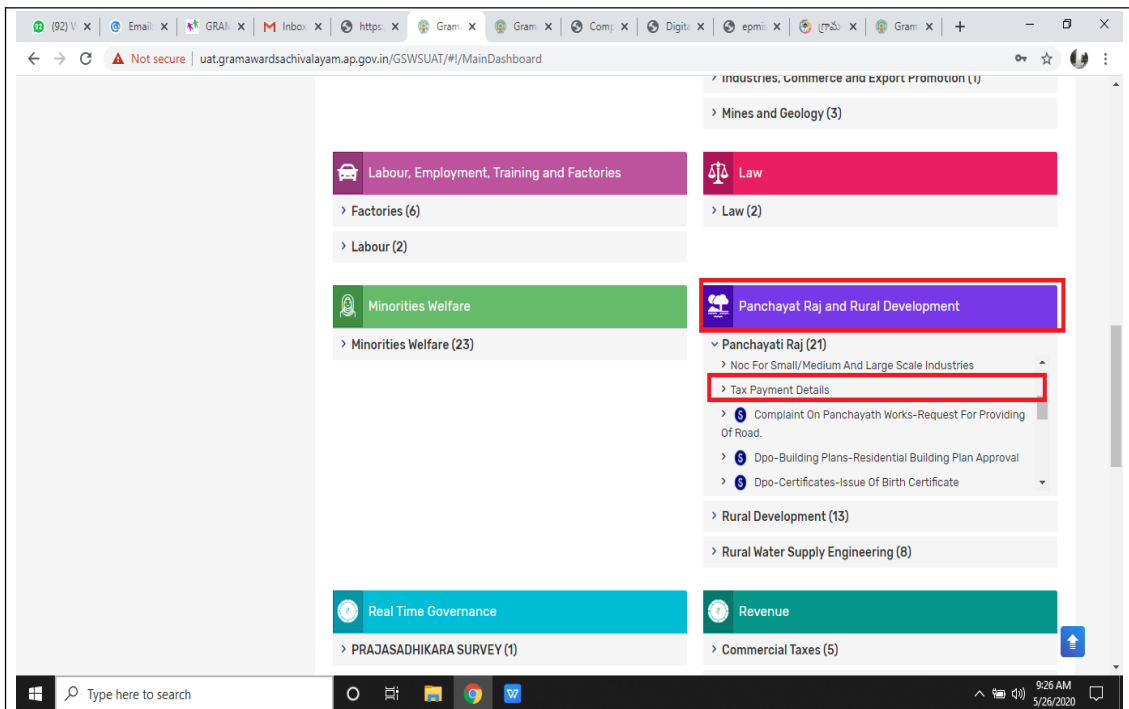 (92) W
Email:
GRAM
Inbox
https:
Gram
Gram
Comp
Digita
epmis
గ్రామ
Gram
Not secure | uat.gramawardsachivalayam.ap.gov.in/GSWSUAT/#!/MainDashboard
> Industries, Commerce and Export Promotion (1)
> Mines and Geology (3)
Labour, Employment, Training and Factories
> Factories (6)
> Labour (2)
Law
> Law (2)
Minorities Welfare
> Minorities Welfare (23)
Panchayat Raj and Rural Development
Panchayati Raj (21)
> Noc For Small/Medium And Large Scale Industries
> Tax Payment Details
> S Complaint On Panchayath Works-Request For Providing
Of Road.
> S Dpo-Building Plans-Residential Building Plan Approval
> S Dpo-Certificates-Issue Of Birth Certificate
> Rural Development (13)
> Rural Water Supply Engineering (8)
Real Time Governance
> PRAJASADHIKARA SURVEY (1)
Revenue
> Commercial Taxes (5)
Type here to search
9:26 AM
5/26/2020